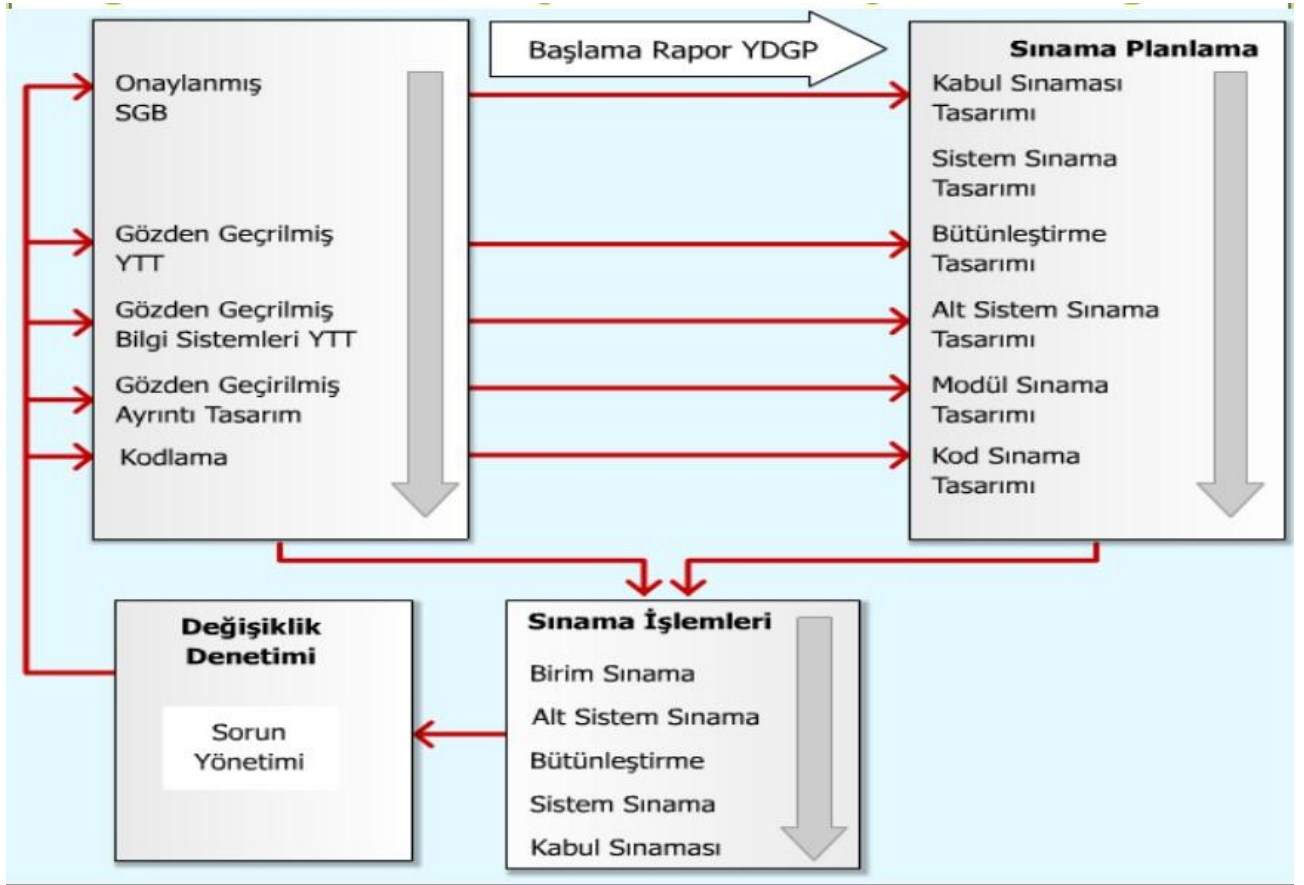 Başlama Rapor YDGP
Onaylanmış
SGB
Gözden Geçrilmiş
YTT
Gözden Geçrilmiş
Bilgi Sistemleri YTT
Gözden Geçirilmiş
Ayrıntı Tasarım
Kodlama
Sınama Planlama
Kabul Sınaması
Tasarımı
Sistem Sınama
Tasarımı
Bütünleştirme
Tasarımı
Alt Sistem Sınama
Tasarımı
Modül Sınama
Tasarımı
Kod Sınama
Tasarımı
Değişiklik
Denetimi
Sorun
Yönetimi
Sınama İşlemleri
Birim Sınama
Alt Sistem Sınama
Bütünleştirme
Sistem Sınama
Kabul Sınaması